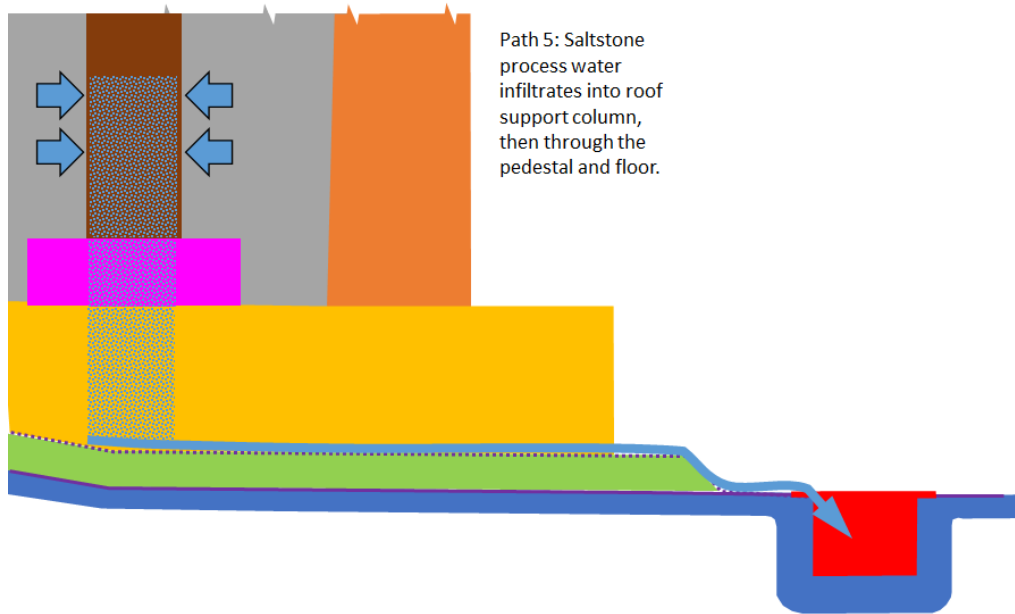 Path 5: Saltstone
process water
infiltrates into roof
support column,
then through the
pedestal and floor.